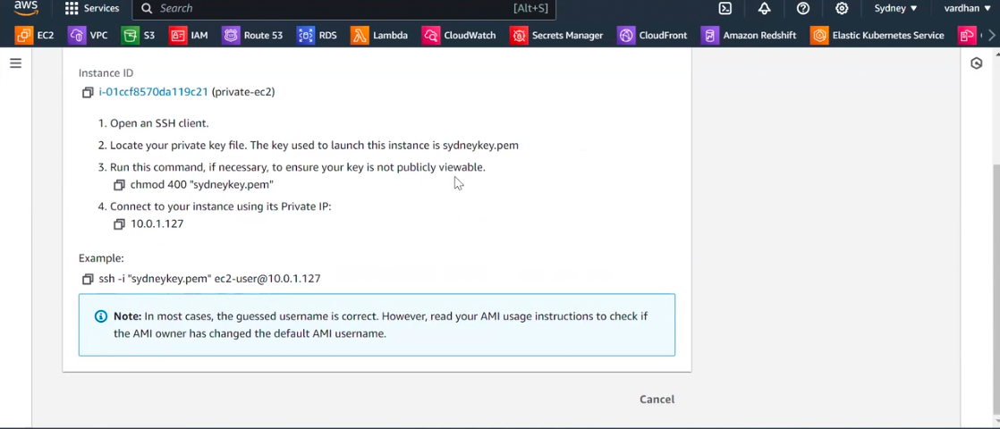 aws
Services
Search [Alt+S]
Sydney ▼
vardhan ▼
EC2 VPC S3 IAM Route 53 RDS Lambda CloudWatch Secrets Manager CloudFront Amazon Redshift Elastic Kubernetes Service
Instance ID
i-01ccf8570da119c21 (private-ec2)
1. Open an SSH client.
2. Locate your private key file. The key used to launch this instance is sydneykey.pem
3. Run this command, if necessary, to ensure your key is not publicly viewable.
chmod 400 "sydneykey.pem"
4. Connect to your instance using its Private IP:
10.0.1.127
Example:
ssh -i "sydneykey.pem" ec2-user@10.0.1.127
Note: In most cases, the guessed username is correct. However, read your AMI usage instructions to check if
the AMI owner has changed the default AMI username.
Cancel